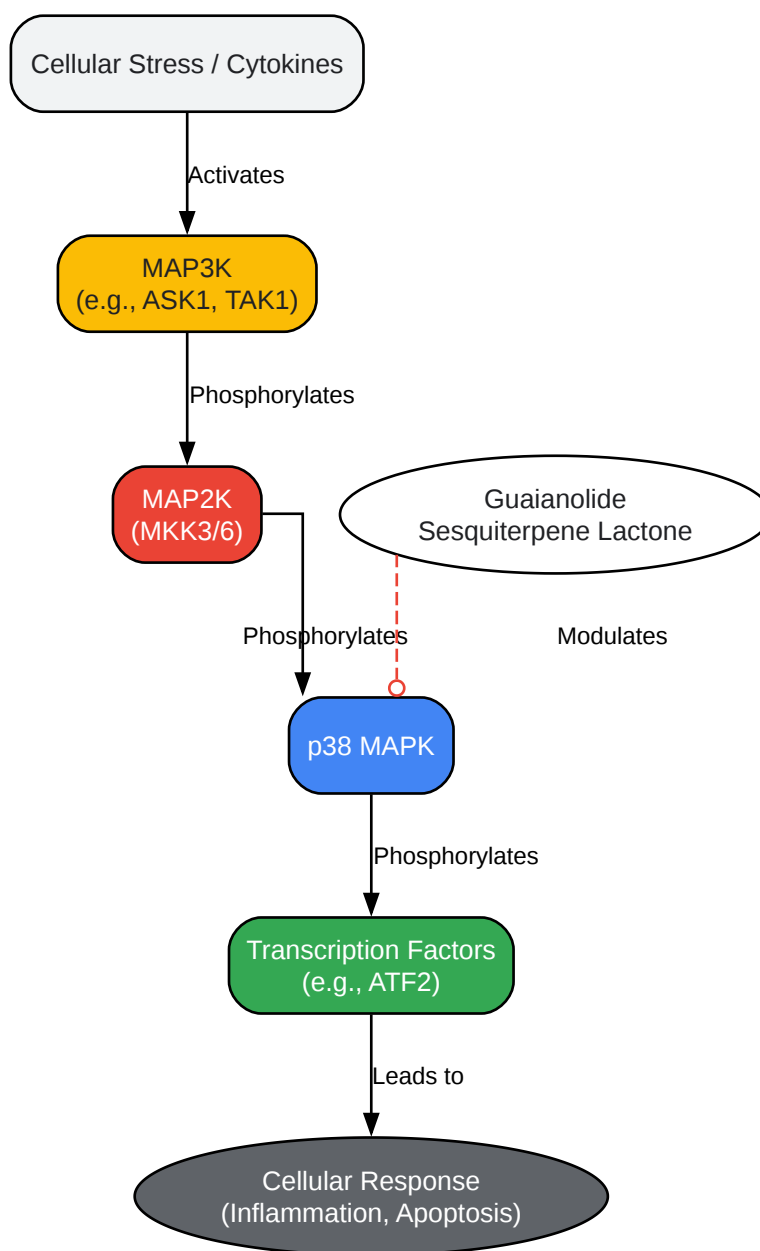 Cellular Stress / Cytokines
Activates
MAP3K
(e.g., ASK1, TAK1)
Phosphorylates
MAP2K
(MKK3/6)
Guaianolide
Sesquiterpene Lactone
Phosphorylates
Modulates
p38 MAPK
Phosphorylates
Transcription Factors
(e.g., ATF2)
Leads to
Cellular Response
(Inflammation, Apoptosis)